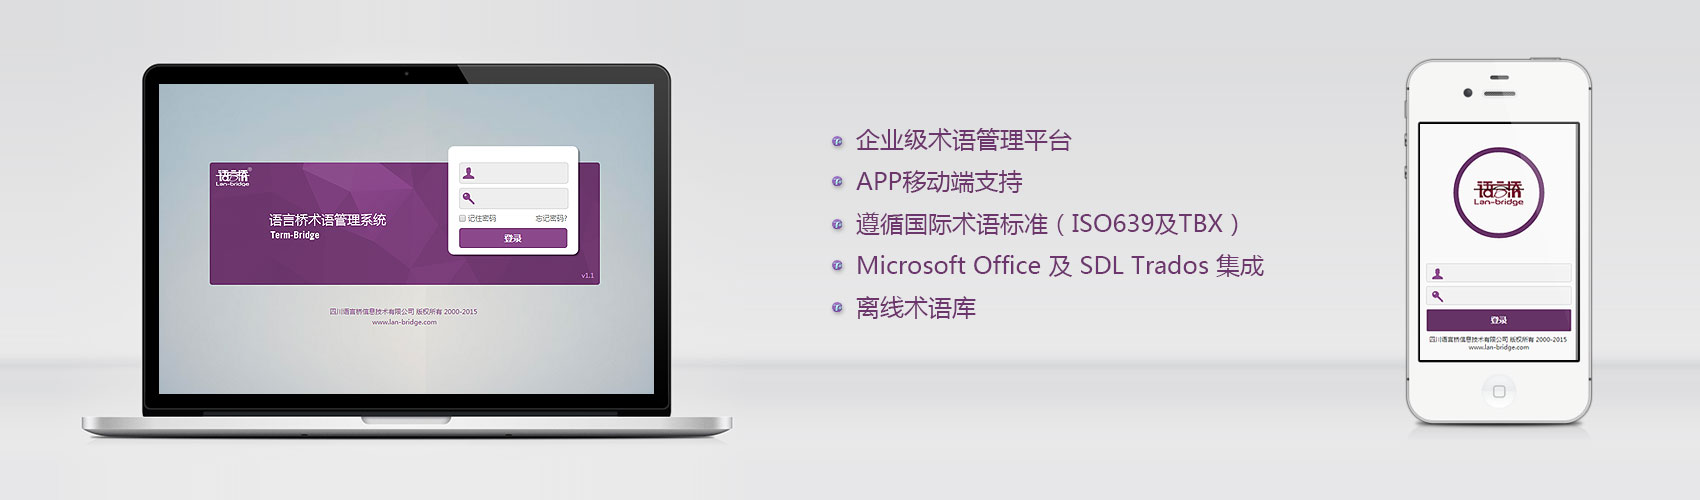 语言桥®
Lan-bridge
语言桥术语管理系统
Term-Bridge
记住密码 忘记密码?
登录
v1.1
四川语言桥信息技术有限公司 版权所有 2000-2015
www.lan-bridge.com
企业级术语管理平台
APP移动端支持
遵循国际术语标准（ISO639及TBX）
Microsoft Office 及 SDL Trados 集成
离线术语库
语言桥
Lan-bridge
登录
四川语言桥信息技术有限公司 版权所有 2000-2015
www.lan-bridge.com